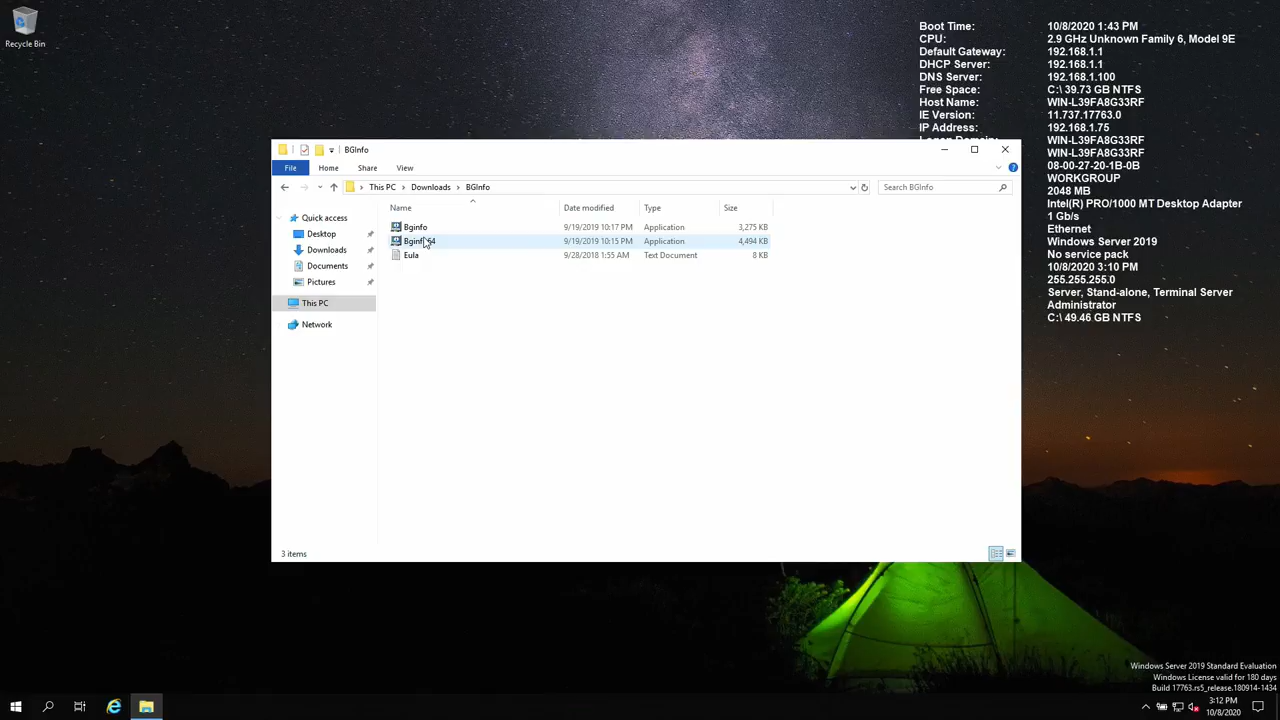 Recycle Bin
Boot Time: 10/8/2020 1:43 PM
CPU: 2.9 GHz Unknown Family 6, Model 9E
Default Gateway: 192.168.1.1
DHCP Server: 192.168.1.1
DNS Server: 192.168.1.100
Free Space: C:\ 39.73 GB NTFS
Host Name: WIN-L39FA8G33RF
IE Version: 11.737.17763.0
IP Address: 192.168.1.75
WIN-L39FA8G33RF
WIN-L39FA8G33RF
08-00-27-20-1B-0B
WORKGROUP
2048 MB
Intel(R) PRO/1000 MT Desktop Adapter
1 Gb/s
Ethernet
Windows Server 2019
No service pack
10/8/2020 3:10 PM
255.255.255.0
Server, Stand-alone, Terminal Server
Administrator
C:\ 49.46 GB NTFS
BGInfo
File Home Share View
This PC Downloads BGInfo
Search BGInfo
Name Date modified Type Size
Quick access
Desktop
Downloads
Documents
Pictures
This PC
Network
Bginfo 9/19/2019 10:17 PM Application 3,275 KB
9/19/2019 10:15 PM Application 4,494 KB
Eula 9/28/2018 1:55 AM Text Document 8 KB
3 items
Windows Server 2019 Standard Evaluation
Windows License valid for 180 days
Build 17763.rs5_release.180914-1434
3:12 PM
10/8/2020